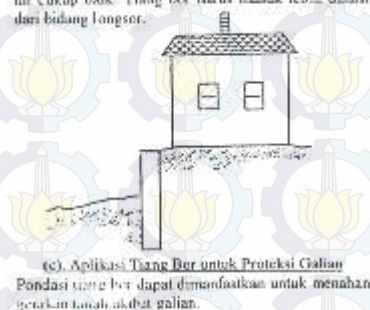 lar cukup baik. Tiang bor harus masuk lebih dalam
dari bidang longsor.
(c). Aplikasi Tiang Bor untuk Proteksi Galian
Pondasi tiang bor dapat dimanfaatkan untuk menahan
gerakan tanah akibat galian.